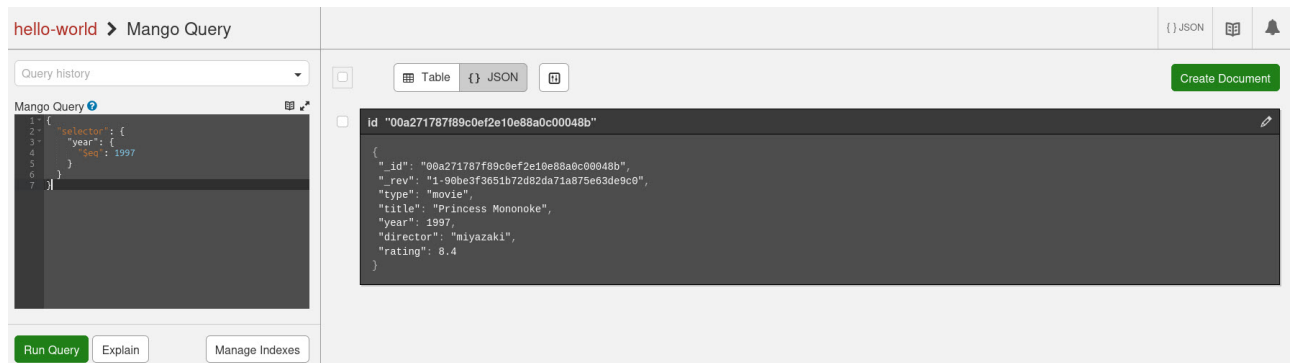 hello-world > Mango Query
{ } JSON
Query history
Table {} JSON
Create Document
Mango Query
1 {
2 "selector": {
3 "year": {
4 "$eq": 1997
5 }
6 }
7 }
id "00a271787f89c0ef2e10e88a0c00048b"
{
"_id": "00a271787f89c0ef2e10e88a0c00048b",
"_rev": "1-90be3f3651b72d82da71a875e63de9c0",
"type": "movie",
"title": "Princess Mononoke",
"year": 1997,
"director": "miyazaki",
"rating": 8.4
}
Run Query Explain Manage Indexes